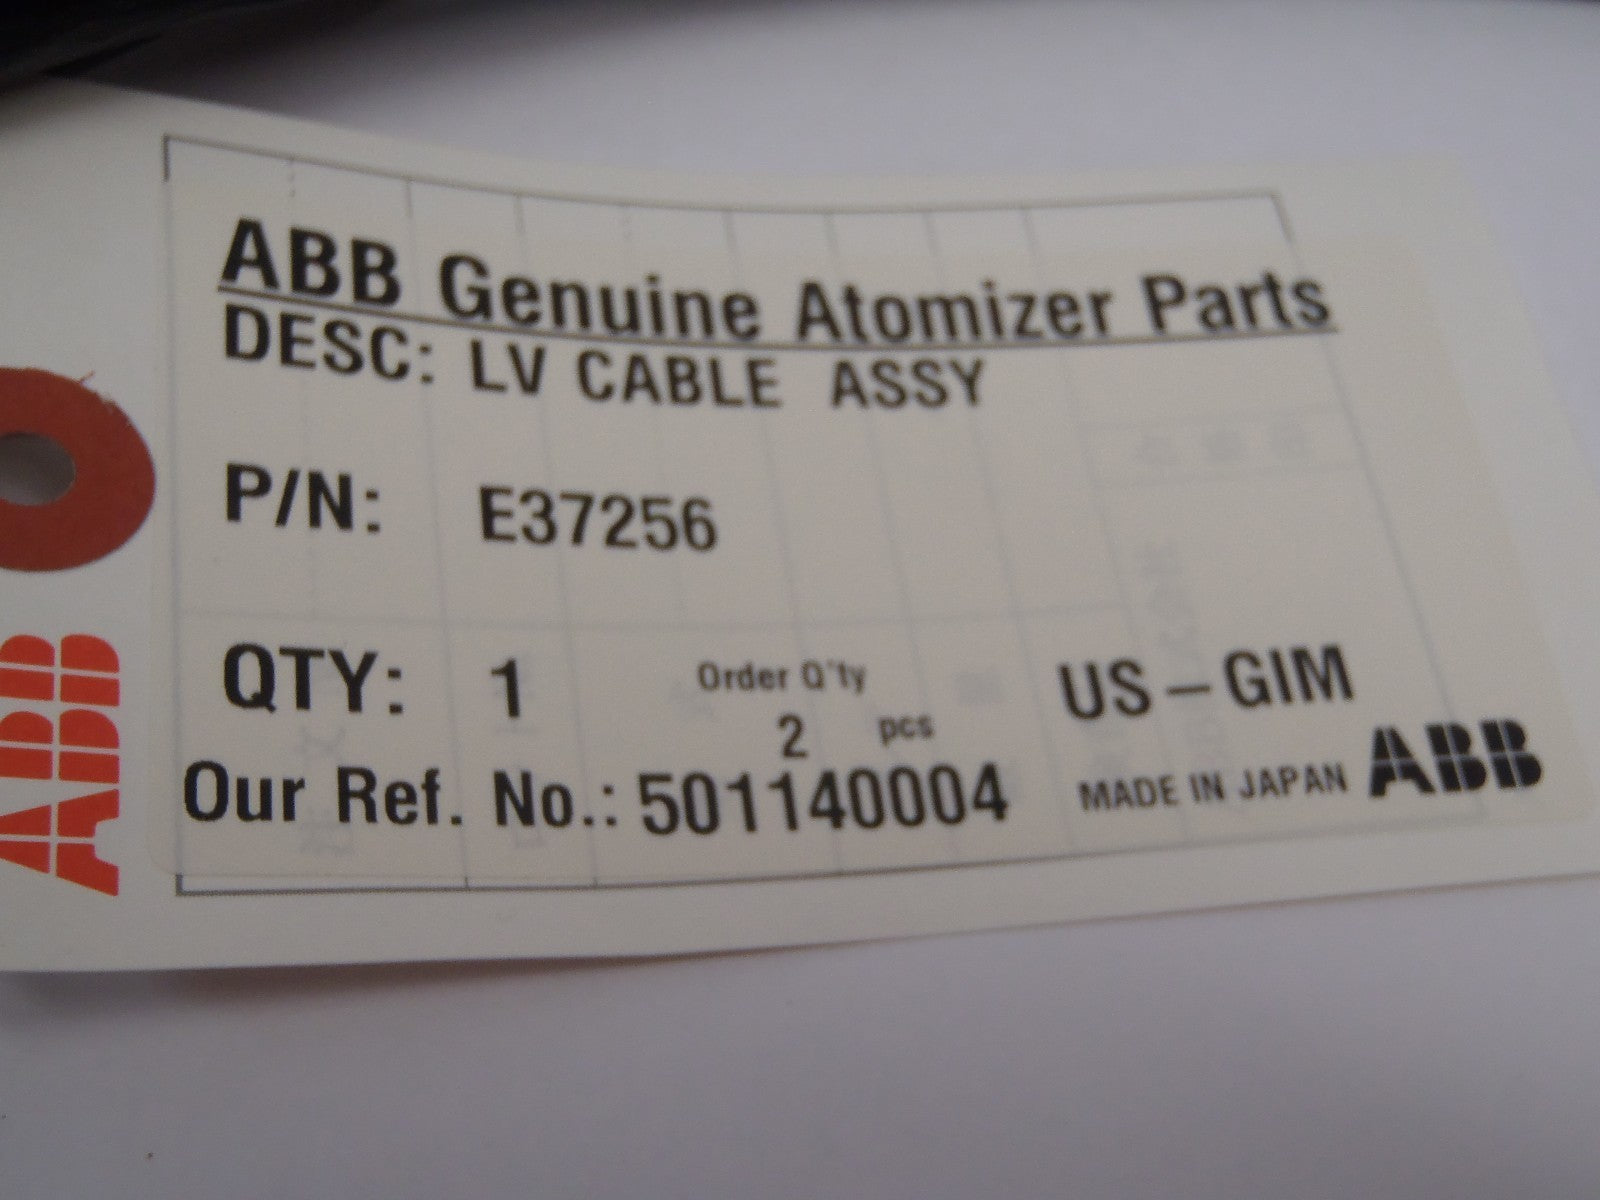 ABB Genuine Atomizer Parts
DESC: LV CABLE ASSY
P/N: E37256
QTY: 1 Order Q'ty 2 pcs US-GIM
Our Ref. No.: 501140004 MADE IN JAPAN ABB
ABB